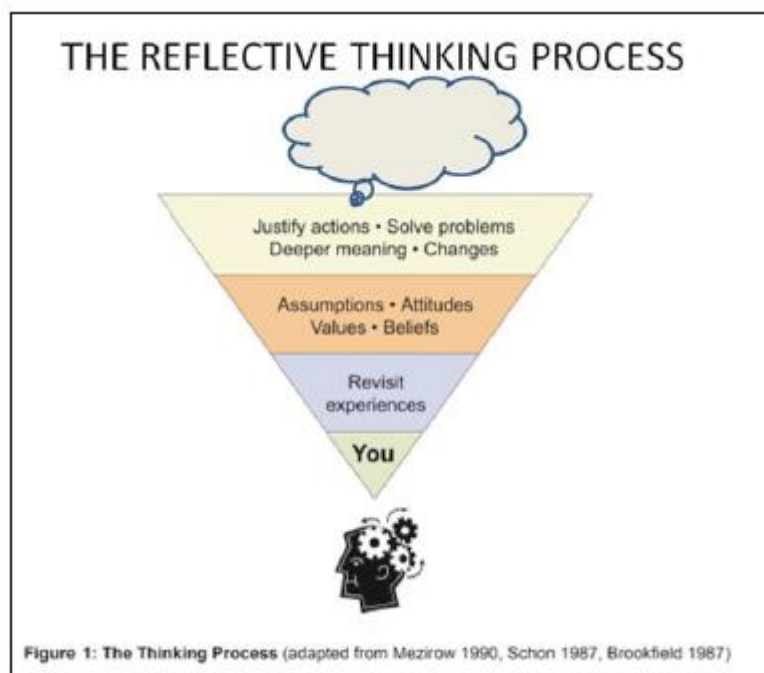 THE REFLECTIVE THINKING PROCESS
Justify actions • Solve problems
Deeper meaning • Changes
Assumptions • Attitudes
Values • Beliefs
Revisit
experiences
You
Figure 1: The Thinking Process (adapted from Mezirow 1990, Schon 1987, Brookfield 1987)